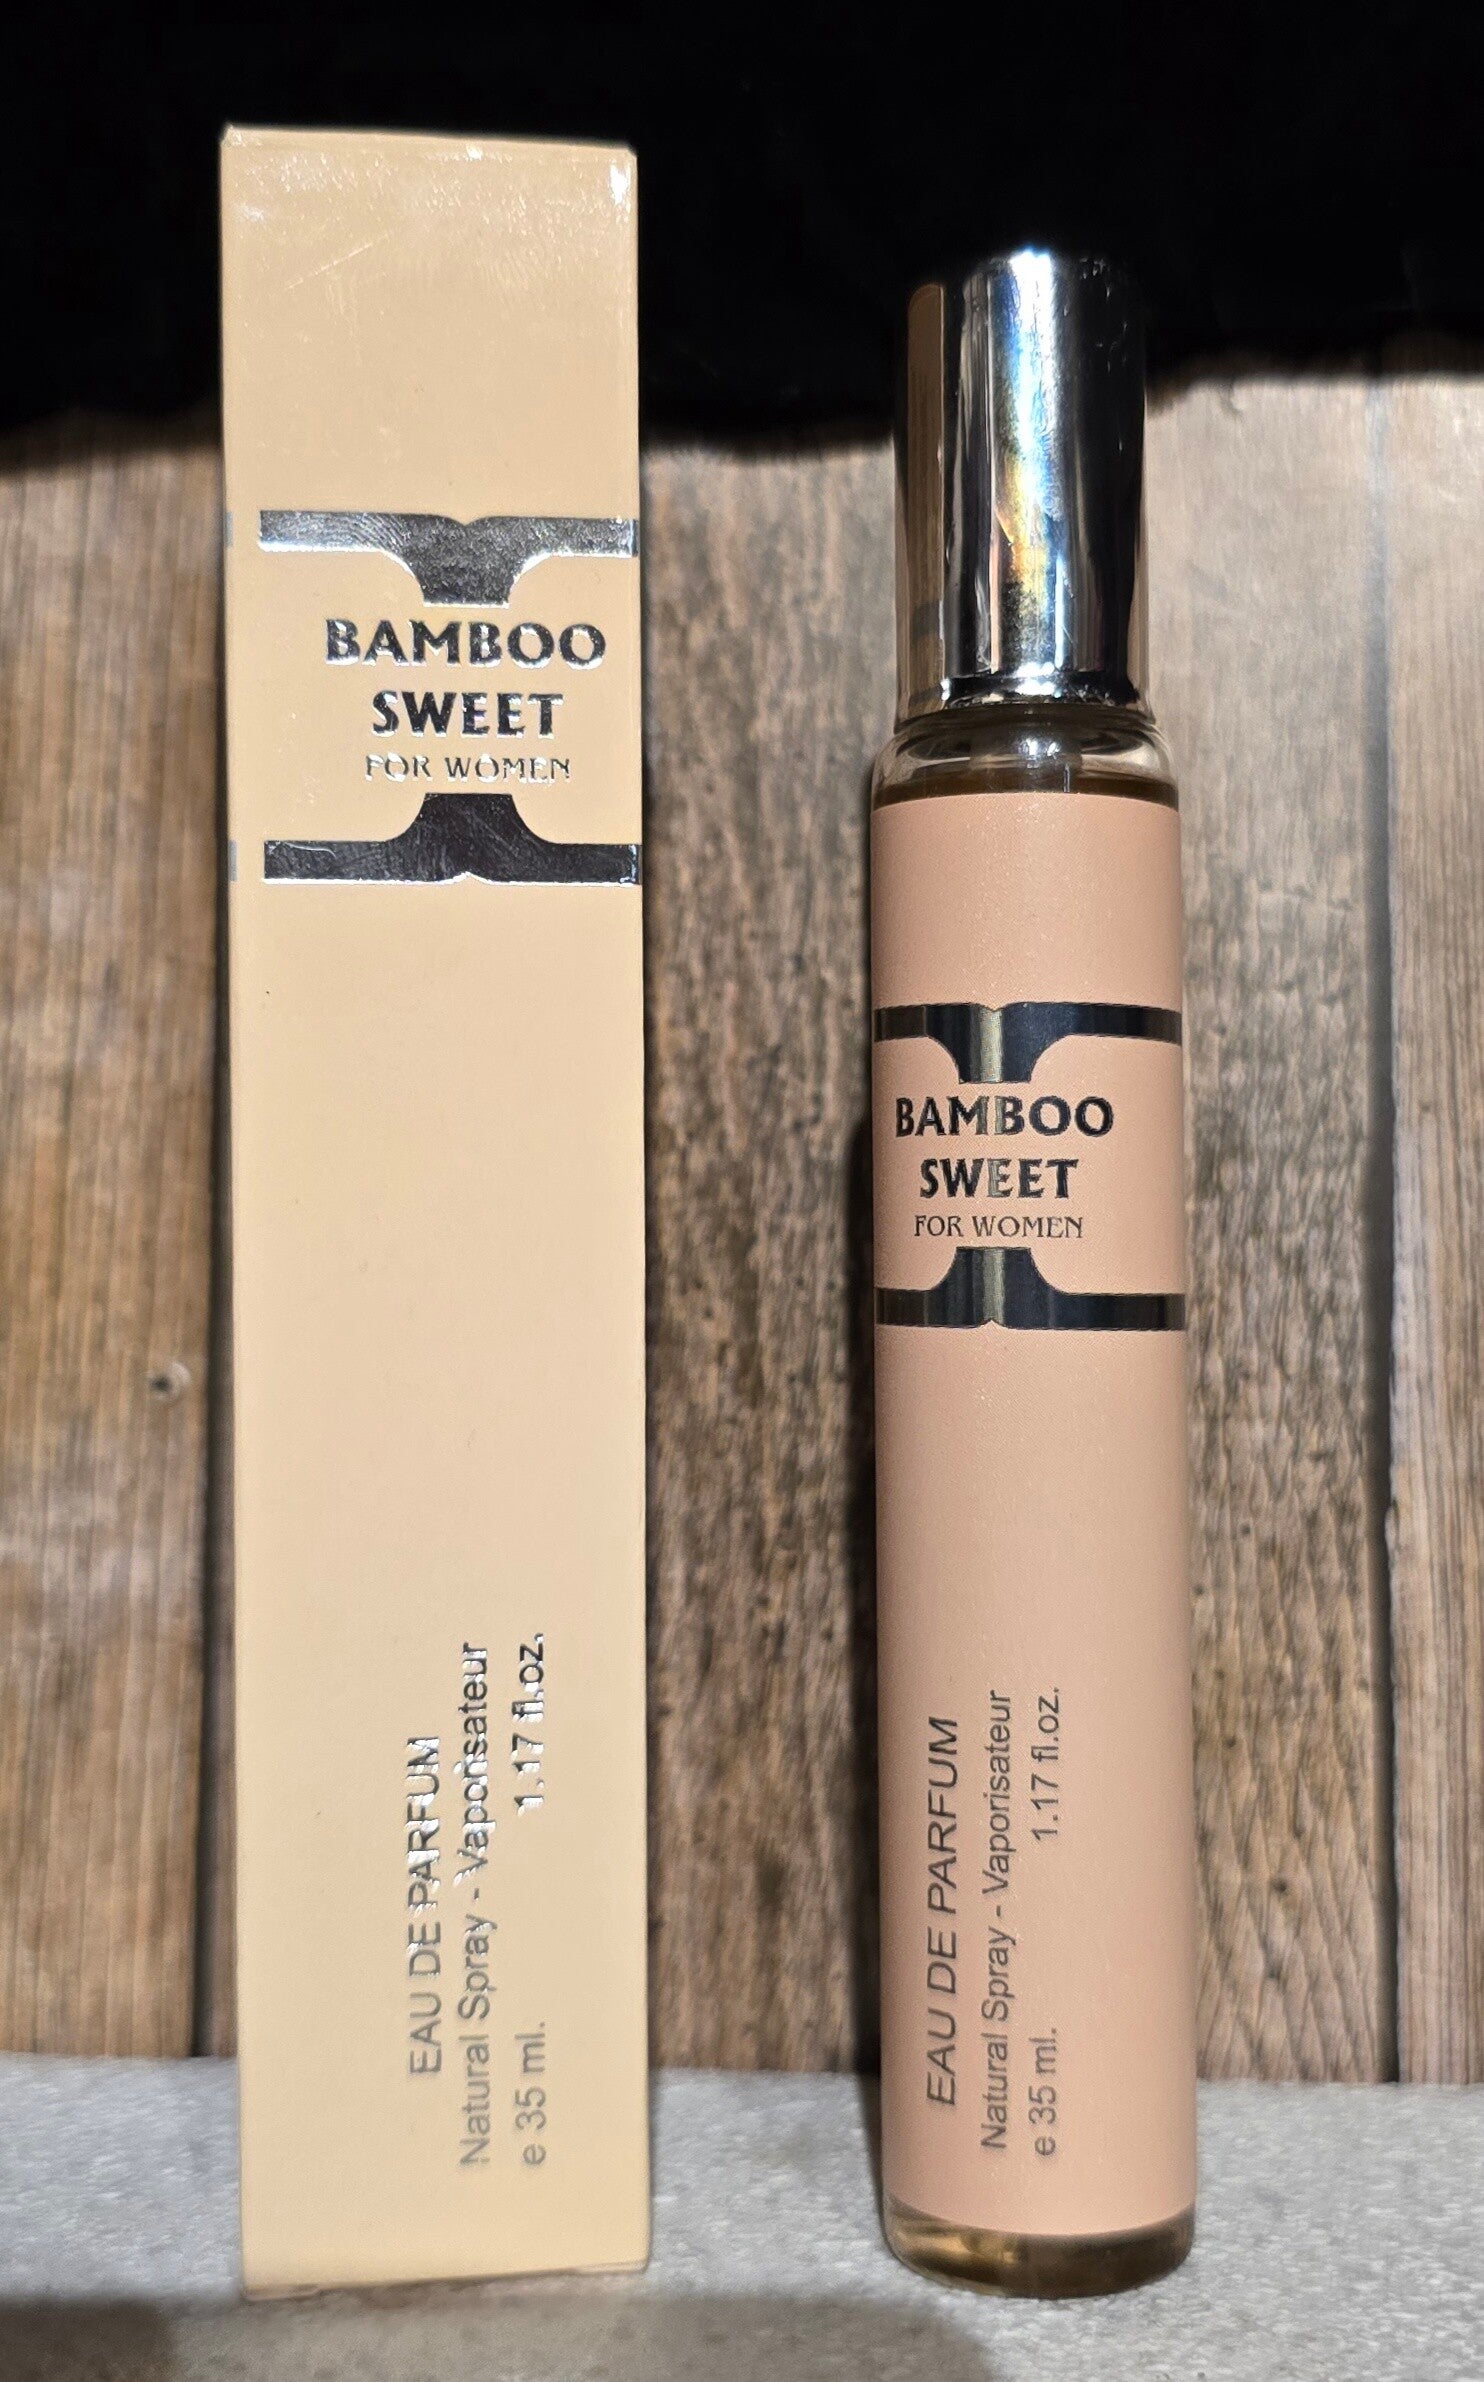 BAMBOO
SWEET
FOR WOMEN
EAU DE PARFUM
Natural Spray - Vaporisateur
e 35 ml. 1.17 fl.oz.
BAMBOO
SWEET
FOR WOMEN
EAU DE PARFUM
Natural Spray - Vaporisateur
e 35 ml. 1.17 fl.oz.